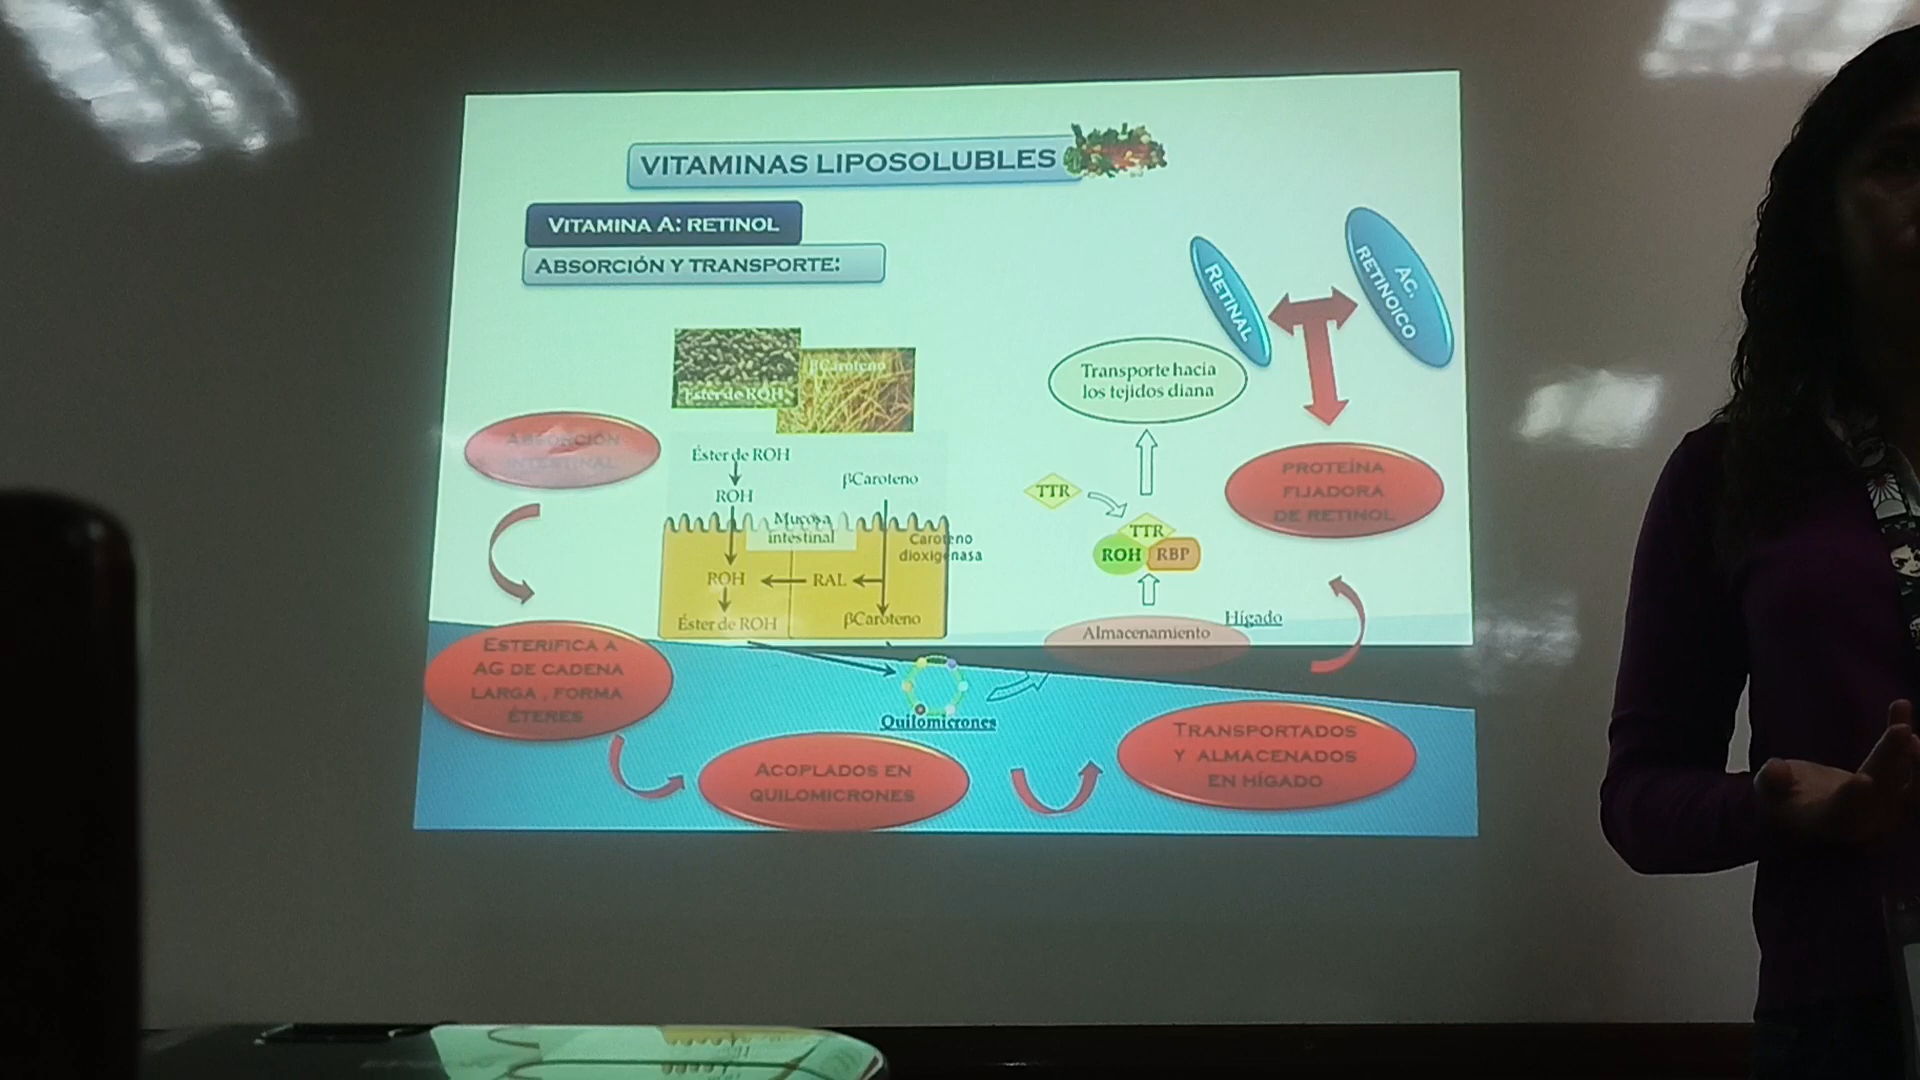 VITAMINAS LIPOSOLUBLES
VITAMINA A: RETINOL
ABSORCIÓN Y TRANSPORTE:
RETINAL
AC.
RETINOICO
Éster de ROH
βCaroteno
Transporte hacia
los tejidos diana
ABSORCIÓN
INTESTINAL
Éster de ROH
ROH
βCaroteno
Mucosa
intestinal
Caroteno
dioxigenasa
ROH
RAL
Éster de ROH
βCaroteno
TTR
TTR
ROH
RBP
PROTEÍNA
FIJADORA
DE RETINOL
Almacenamiento
Hígado
ESTERIFICA A
AG DE CADENA
LARGA , FORMA
ÉTERES
Quilomicrones
ACOPLADOS EN
QUILOMICRONES
TRANSPORTADOS
Y ALMACENADOS
EN HÍGADO